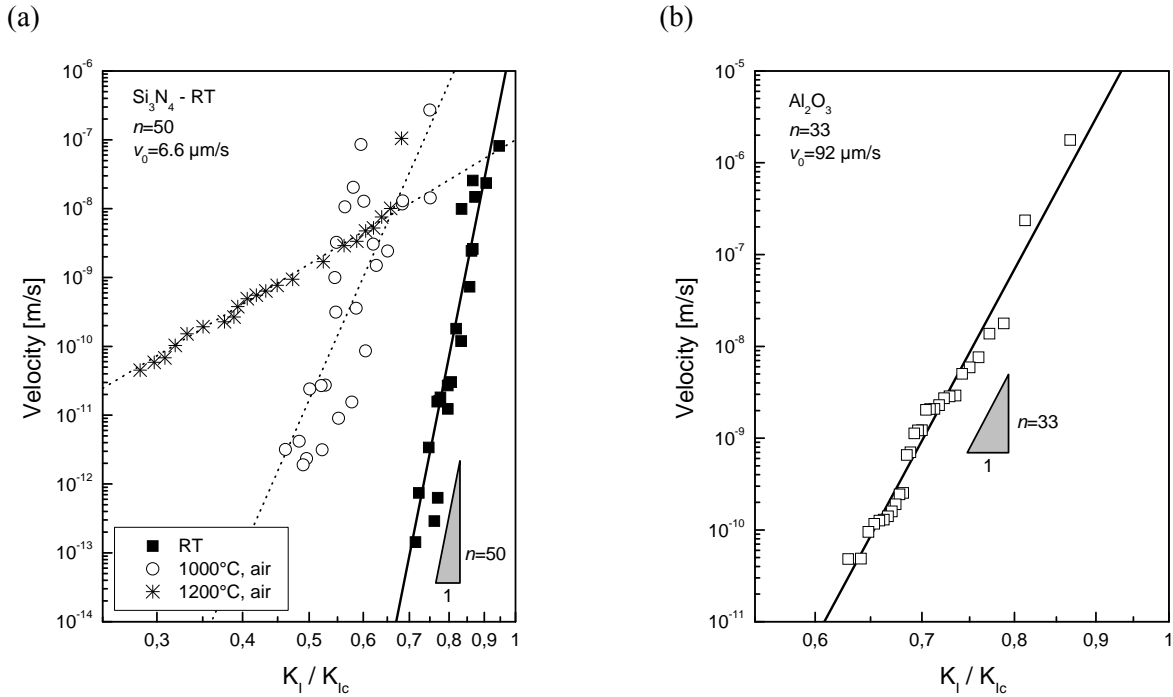 (a)
Si₃N₄ - RT
n=50
v₀=6.6 µm/s
10⁻⁶
10⁻⁷
10⁻⁸
10⁻⁹
10⁻¹⁰
10⁻¹¹
10⁻¹²
10⁻¹³
10⁻¹⁴
Velocity [m/s]
RT
1000°C, air
1200°C, air
n=50
1
0,3
0,4
0,5
0,6
0,7
0,8
0,9
1
K_I / K_Ic
(b)
Al₂O₃
n=33
v₀=92 µm/s
10⁻⁵
10⁻⁶
10⁻⁷
10⁻⁸
10⁻⁹
10⁻¹⁰
10⁻¹¹
Velocity [m/s]
n=33
1
0,6
0,7
0,8
0,9
1
K_I / K_Ic